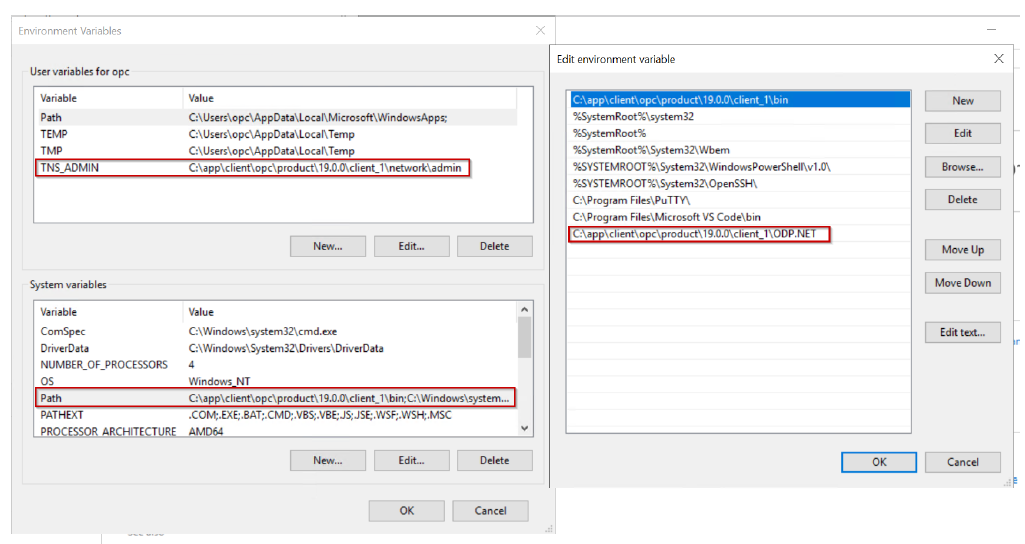 Environment Variables
User variables for opc
Variable Value
Path C:\Users\opc\AppData\Local\Microsoft\WindowsApps;
TEMP C:\Users\opc\AppData\Local\Temp
TMP C:\Users\opc\AppData\Local\Temp
TNS_ADMIN C:\app\client\opc\product\19.0.0\client_1\network\admin
New... Edit... Delete
System variables
Variable Value
ComSpec C:\Windows\system32\cmd.exe
DriverData C:\Windows\System32\Drivers\DriverData
NUMBER_OF_PROCESSORS 4
OS Windows_NT
Path C:\app\client\opc\product\19.0.0\client_1\bin;C:\Windows\system...
PATHEXT .COM;.EXE;.BAT;.CMD;.VBS;.VBE;.JS;.JSE;.WSF;.WSH;.MSC
PROCESSOR_ARCHITECTURE AMD64
New... Edit... Delete
OK Cancel
Edit environment variable
C:\app\client\opc\product\19.0.0\client_1\bin
%SystemRoot%\system32
%SystemRoot%
%SystemRoot%\System32\Wbem
%SYSTEMROOT%\System32\WindowsPowerShell\v1.0\
%SYSTEMROOT%\System32\OpenSSH\
C:\Program Files\PuTTY\
C:\Program Files\Microsoft VS Code\bin
C:\app\client\opc\product\19.0.0\client_1\ODP.NET
New
Edit
Browse...
Delete
Move Up
Move Down
Edit text...
OK Cancel